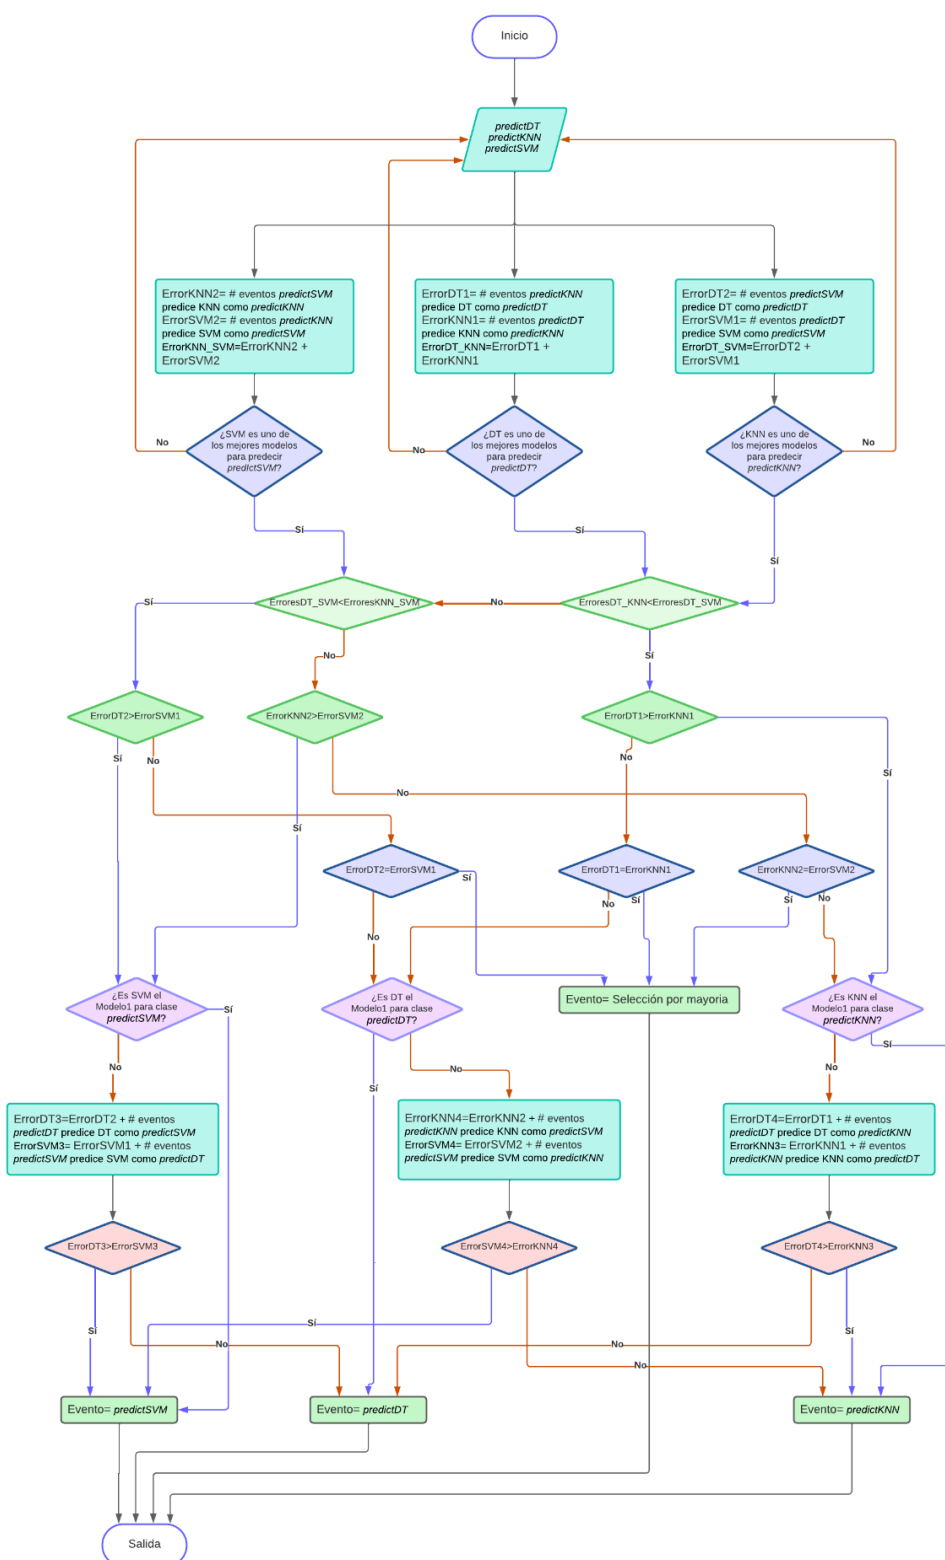 Inicio
predictDT
predictKNN
predictSVM
ErrorKNN2= # eventos predictSVM
predice KNN como predictKNN
ErrorSVM2= # eventos predictKNN
predice SVM como predictSVM
ErrorKNN_SVM=ErrorKNN2 +
ErrorSVM2
ErrorDT1= # eventos predictKNN
predice DT como predictDT
ErrorKNN1= # eventos predictDT
predice KNN como predictKNN
ErrorDT_KNN=ErrorDT1 +
ErrorKNN1
ErrorDT2= # eventos predictSVM
predice DT como predictDT
ErrorSVM1= # eventos predictDT
predice SVM como predictSVM
ErrorDT_SVM=ErrorDT2 +
ErrorSVM1
No
¿SVM es uno de
los mejores modelos
para predecir
predictSVM?
No
¿DT es uno de
los mejores modelos
para predecir
predictDT?
¿KNN es uno de
los mejores modelos
para predecir
predictKNN?
No
Sí
Sí
Sí
Sí
ErroresDT_SVM<ErroresKNN_SVM
No
ErroresDT_KNN<ErroresDT_SVM
No
Sí
ErrorDT2>ErrorSVM1
ErrorKNN2>ErrorSVM2
ErrorDT1>ErrorKNN1
Sí
No
No
Sí
No
Sí
ErrorDT2=ErrorSVM1
Sí
ErrorDT1=ErrorKNN1
ErrorKNN2=ErrorSVM2
No
No
Sí
Sí
No
¿Es SVM el
Modelo1 para clase
predictSVM?
Sí
¿Es DT el
Modelo1 para clase
predictDT?
Evento= Selección por mayoria
¿Es KNN el
Modelo1 para clase
predictKNN?
Sí
No
Sí
No
No
ErrorDT3=ErrorDT2 + # eventos
predictDT predice DT como predictSVM
ErrorSVM3= ErrorSVM1 + # eventos
predictSVM predice SVM como predictDT
ErrorKNN4=ErrorKNN2 + # eventos
predictKNN predice KNN como predictSVM
ErrorSVM4= ErrorSVM2 + # eventos
predictSVM predice SVM como predictKNN
ErrorDT4=ErrorDT1 + # eventos
predictDT predice DT como predictKNN
ErrorKNN3= ErrorKNN1 + # eventos
predictKNN predice KNN como predictDT
ErrorDT3>ErrorSVM3
ErrorSVM4>ErrorKNN4
ErrorDT4>ErrorKNN3
Sí
No
Sí
No
No
Sí
Evento= predictSVM
Evento= predictDT
Evento= predictKNN
Salida